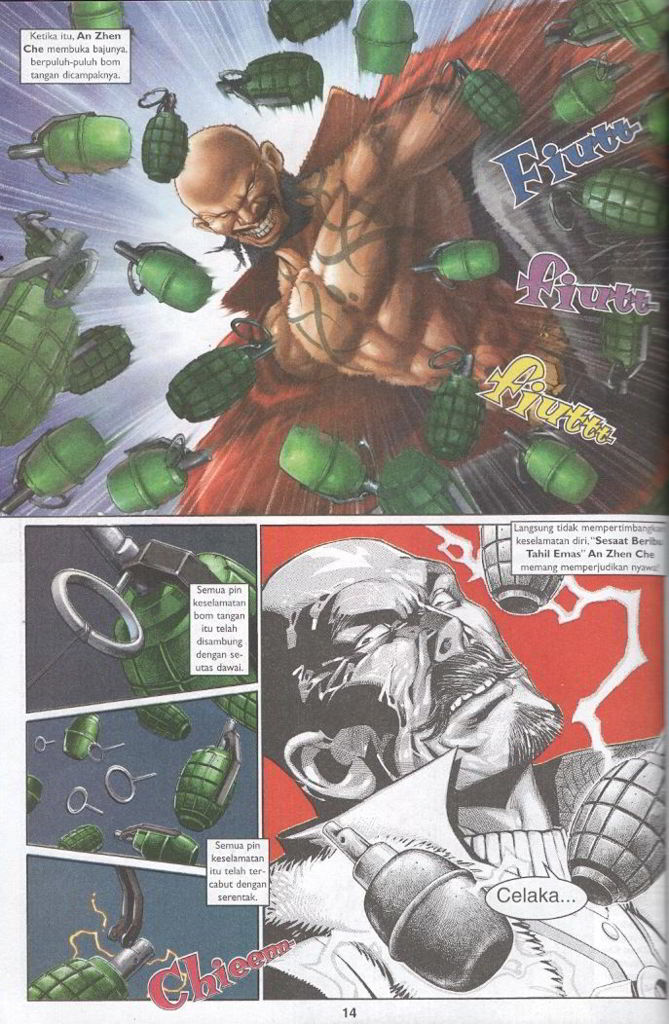 Ketika itu, An Zhen
Che membuka bajunya,
berpuluh-puluh bom
tangan dicampaknya.
Fiutt
fiutt
fiuttt
Semua pin
keselamatan
bom tangan
itu telah
disambung
dengan se-
utas dawai.
Semua pin
keselamatan
itu telah ter-
cabut dengan
serentak.
Chieem
Langsung tidak mempertimbangk
keselamatan diri, "Sesaat Beribu
Tahil Emas" An Zhen Che
memang memperjudikan nyawa
Celaka...
14